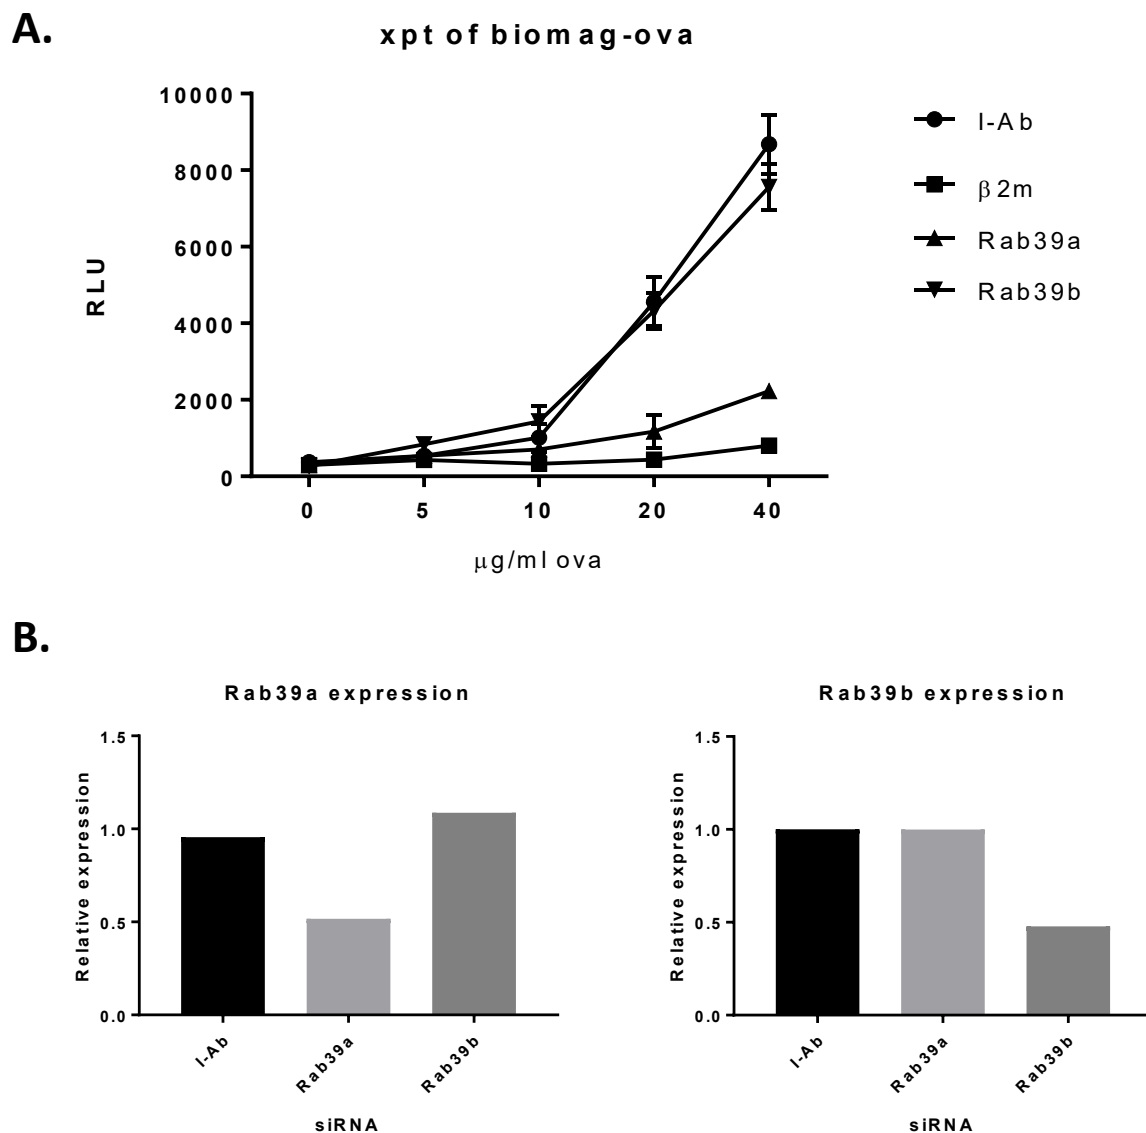 A.
xpt of biomag-ova
10000
8000
6000
4000
2000
0
RLU
0 5 10 20 40
μg/ml ova
I-Ab
β2m
Rab39a
Rab39b
B.
Rab39a expression
1.5
1.0
0.5
0.0
Relative expression
I-Ab
Rab39a
Rab39b
siRNA
Rab39b expression
1.5
1.0
0.5
0.0
Relative expression
I-Ab
Rab39a
Rab39b
siRNA